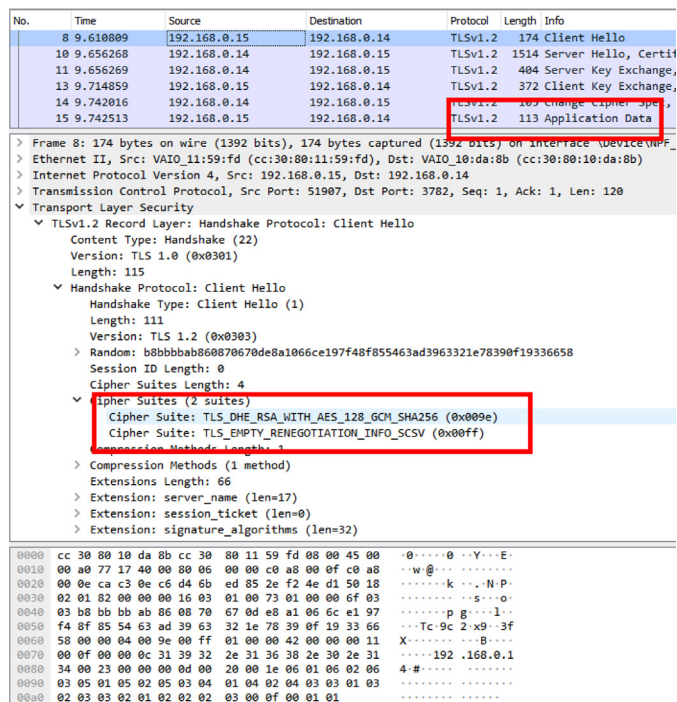 No. Time Source Destination Protocol Length Info
8 9.610809 192.168.0.15 192.168.0.14 TLSv1.2 174 Client Hello
10 9.656268 192.168.0.14 192.168.0.15 TLSv1.2 1514 Server Hello, Certif
11 9.656269 192.168.0.14 192.168.0.15 TLSv1.2 404 Server Key Exchange,
13 9.714859 192.168.0.15 192.168.0.14 TLSv1.2 372 Client Key Exchange,
14 9.742016 192.168.0.14 192.168.0.15 TLSv1.2 105 Change Cipher Spec,
15 9.742513 192.168.0.15 192.168.0.14 TLSv1.2 113 Application Data
> Frame 8: 174 bytes on wire (1392 bits), 174 bytes captured (1392 bits) on interface \Device\NPF_
> Ethernet II, Src: VAIO_11:59:fd (cc:30:80:11:59:fd), Dst: VAIO_10:da:8b (cc:30:80:10:da:8b)
> Internet Protocol Version 4, Src: 192.168.0.15, Dst: 192.168.0.14
> Transmission Control Protocol, Src Port: 51907, Dst Port: 3782, Seq: 1, Ack: 1, Len: 120
Transport Layer Security
TLSv1.2 Record Layer: Handshake Protocol: Client Hello
Content Type: Handshake (22)
Version: TLS 1.0 (0x0301)
Length: 115
Handshake Protocol: Client Hello
Handshake Type: Client Hello (1)
Length: 111
Version: TLS 1.2 (0x0303)
> Random: b8bbbbab860870670de8a1066ce197f48f855463ad3963321e78390f19336658
Session ID Length: 0
Cipher Suites Length: 4
Cipher Suites (2 suites)
Cipher Suite: TLS_DHE_RSA_WITH_AES_128_GCM_SHA256 (0x009e)
Cipher Suite: TLS_EMPTY_RENEGOTIATION_INFO_SCSV (0x00ff)
Compression Methods Length: 1
> Compression Methods (1 method)
Extensions Length: 66
> Extension: server_name (len=17)
> Extension: session_ticket (len=0)
> Extension: signature_algorithms (len=32)
0000 cc 30 80 10 da 8b cc 30 80 11 59 fd 08 00 45 00 ·0·····0 ··Y···E·
0010 00 a0 77 17 40 00 80 06 00 00 c0 a8 00 0f c0 a8 ··w·@··· ········
0020 00 0e ca c3 0e c6 d4 6b ed 85 2e f2 4e d1 50 18 ·······k ··.·N·P·
0030 02 01 82 00 00 00 16 03 01 00 73 01 00 00 6f 03 ········ ··s···o·
0040 03 b8 bb bb ab 86 08 70 67 0d e8 a1 06 6c e1 97 ·······p g····l··
0050 f4 8f 85 54 63 ad 39 63 32 1e 78 39 0f 19 33 66 ···Tc·9c 2·x9··3f
0060 58 00 00 04 00 9e 00 ff 01 00 00 42 00 00 00 11 X······· ···B····
0070 00 0f 00 00 0c 31 39 32 2e 31 36 38 2e 30 2e 31 ·····192 .168.0.1
0080 34 00 23 00 00 00 0d 00 20 00 1e 06 01 06 02 06 4·#····· ········
0090 03 05 01 05 02 05 03 04 01 04 02 04 03 03 01 03 ········ ········
00a0 02 03 03 02 01 02 02 02 03 00 0f 00 01 01 ········ ······